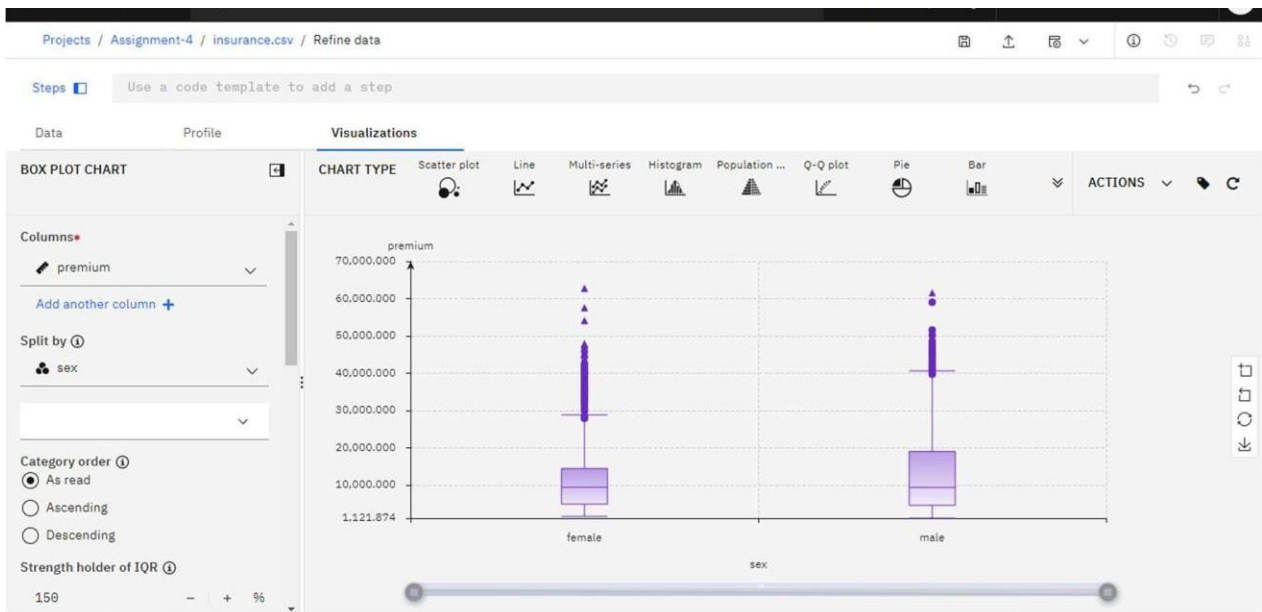 Projects / Assignment-4 / insurance.csv / Refine data
Steps Use a code template to add a step
Data Profile Visualizations
BOX PLOT CHART
CHART TYPE Scatter plot Line Multi-series Histogram Population ... Q-Q plot Pie Bar ACTIONS
Columns*
premium
Add another column +
Split by
sex
Category order
As read
Ascending
Descending
Strength holder of IQR
150 - + %
premium
70,000.000
60,000.000
50,000.000
40,000.000
30,000.000
20,000.000
10,000.000
1,121.874
female male
sex